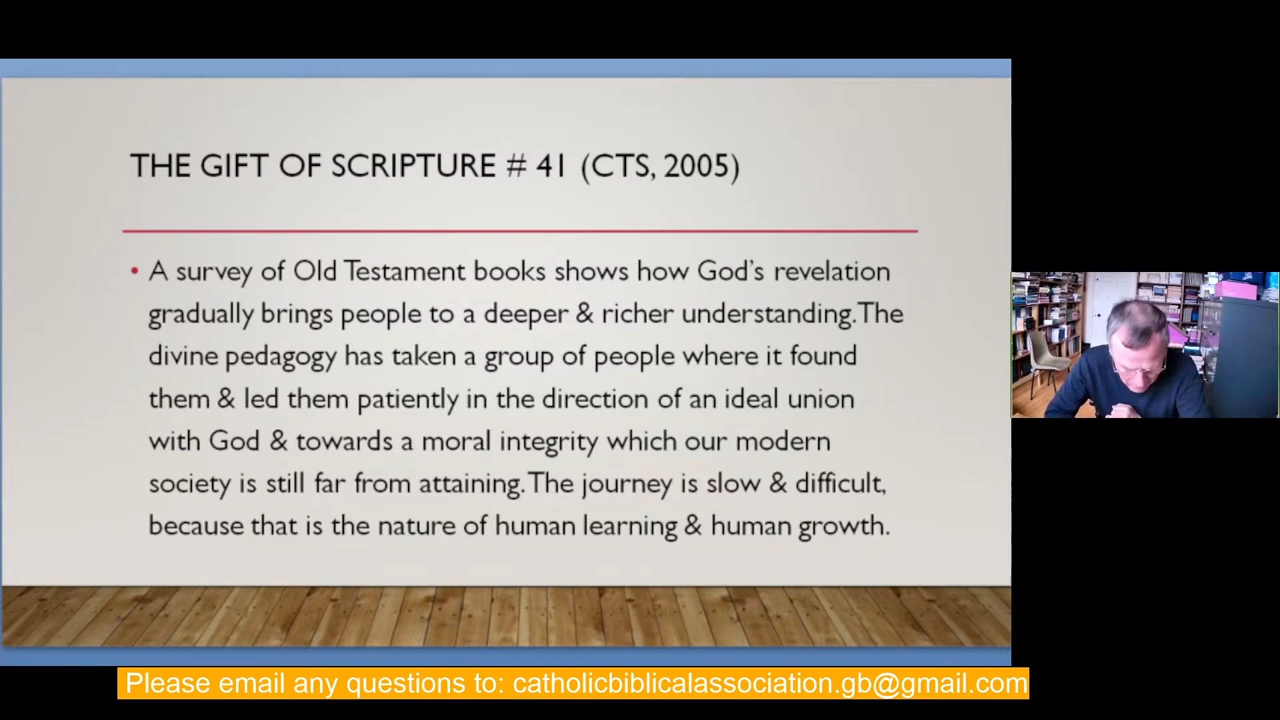 THE GIFT OF SCRIPTURE # 41 (CTS, 2005)
• A survey of Old Testament books shows how God's revelation
gradually brings people to a deeper & richer understanding. The
divine pedagogy has taken a group of people where it found
them & led them patiently in the direction of an ideal union
with God & towards a moral integrity which our modern
society is still far from attaining. The journey is slow & difficult,
because that is the nature of human learning & human growth.
Please email any questions to: catholicbiblicalassociation.gb@gmail.com